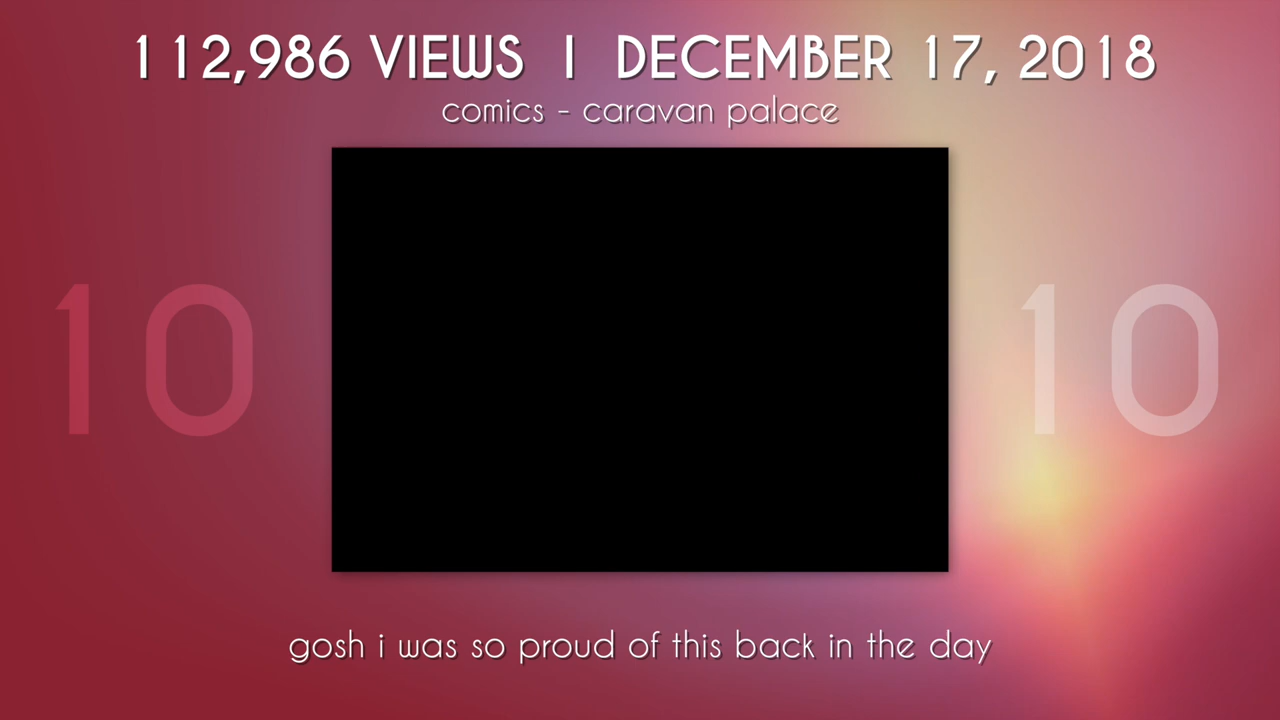 112,986 VIEWS | DECEMBER 17, 2018
comics - caravan palace
10 10
gosh i was so proud of this back in the day